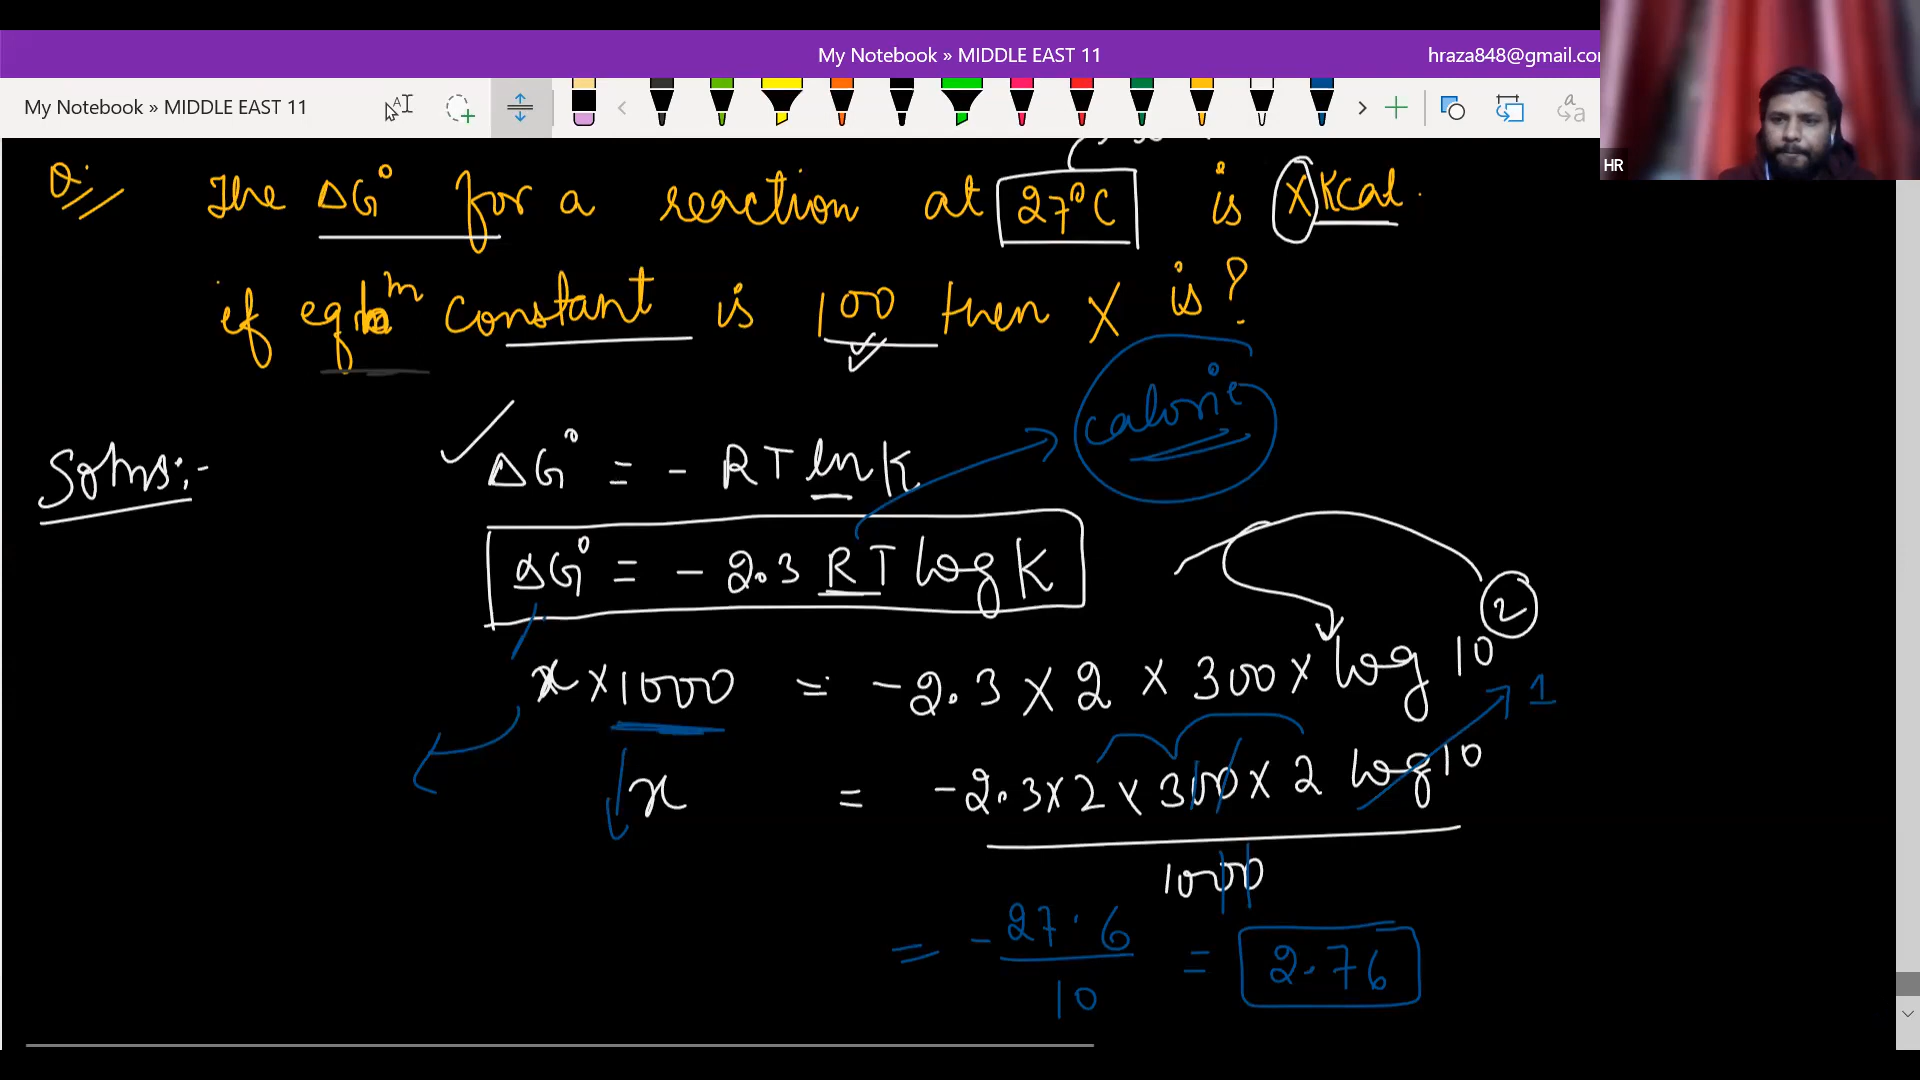 My Notebook » MIDDLE EAST 11
hraza848@gmail.co
My Notebook » MIDDLE EAST 11
HR
Q:
The ΔG° for a reaction at 27°C is X Kcal.
if eqbm constant is 100 then X is?
calorie
Solns:-
ΔG° = - RT ln K
ΔG° = - 2.3 RT log K
x × 1000 = -2.3 × 2 × 300 × log 10²
1
x = -2.3 × 2 × 300 × 2 log 10
1000
= -27.6 / 10 = 2.76